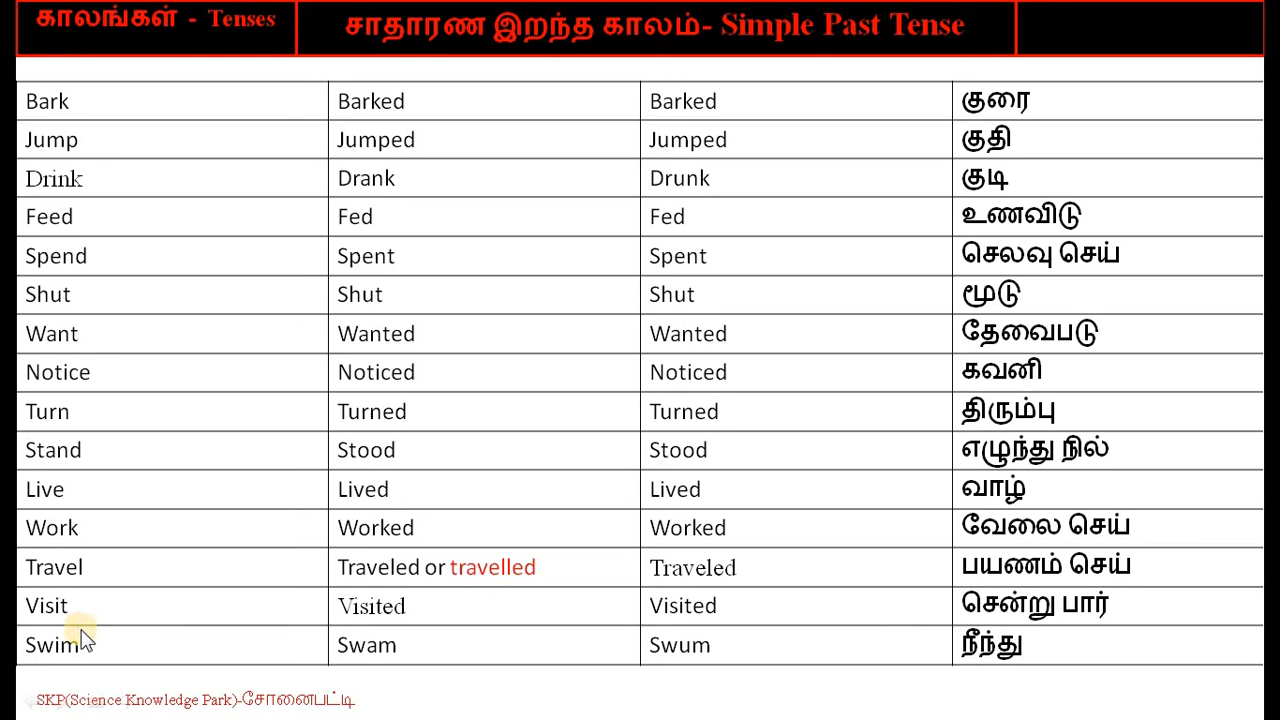 காலங்கள் - Tenses
சாதாரண இறந்த காலம்- Simple Past Tense
Bark Barked Barked குரை
Jump Jumped Jumped குதி
Drink Drank Drunk குடி
Feed Fed Fed உணவிடு
Spend Spent Spent செலவு செய்
Shut Shut Shut மூடு
Want Wanted Wanted தேவைபடு
Notice Noticed Noticed கவனி
Turn Turned Turned திரும்பு
Stand Stood Stood எழுந்து நில்
Live Lived Lived வாழ்
Work Worked Worked வேலை செய்
Travel Traveled or travelled Traveled பயணம் செய்
Visit Visited Visited சென்று பார்
Swim Swam Swum நீந்து
SKP(Science Knowledge Park)-சோனைபட்டி